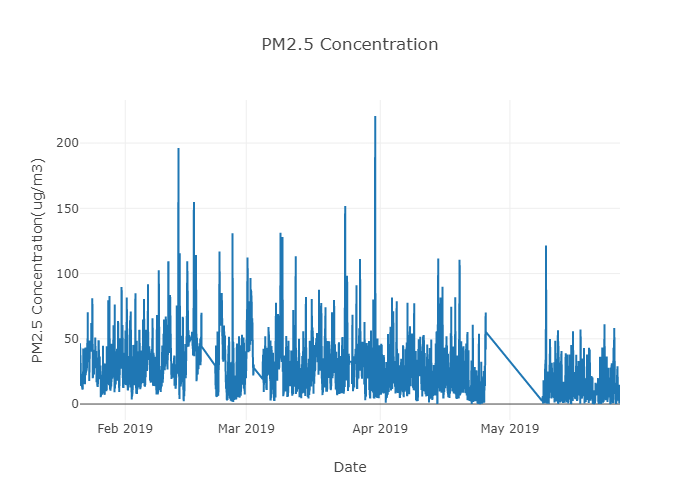 PM2.5 Concentration
PM2.5 Concentration(ug/m3)
200
150
100
50
0
Feb 2019
Mar 2019
Apr 2019
May 2019
Date